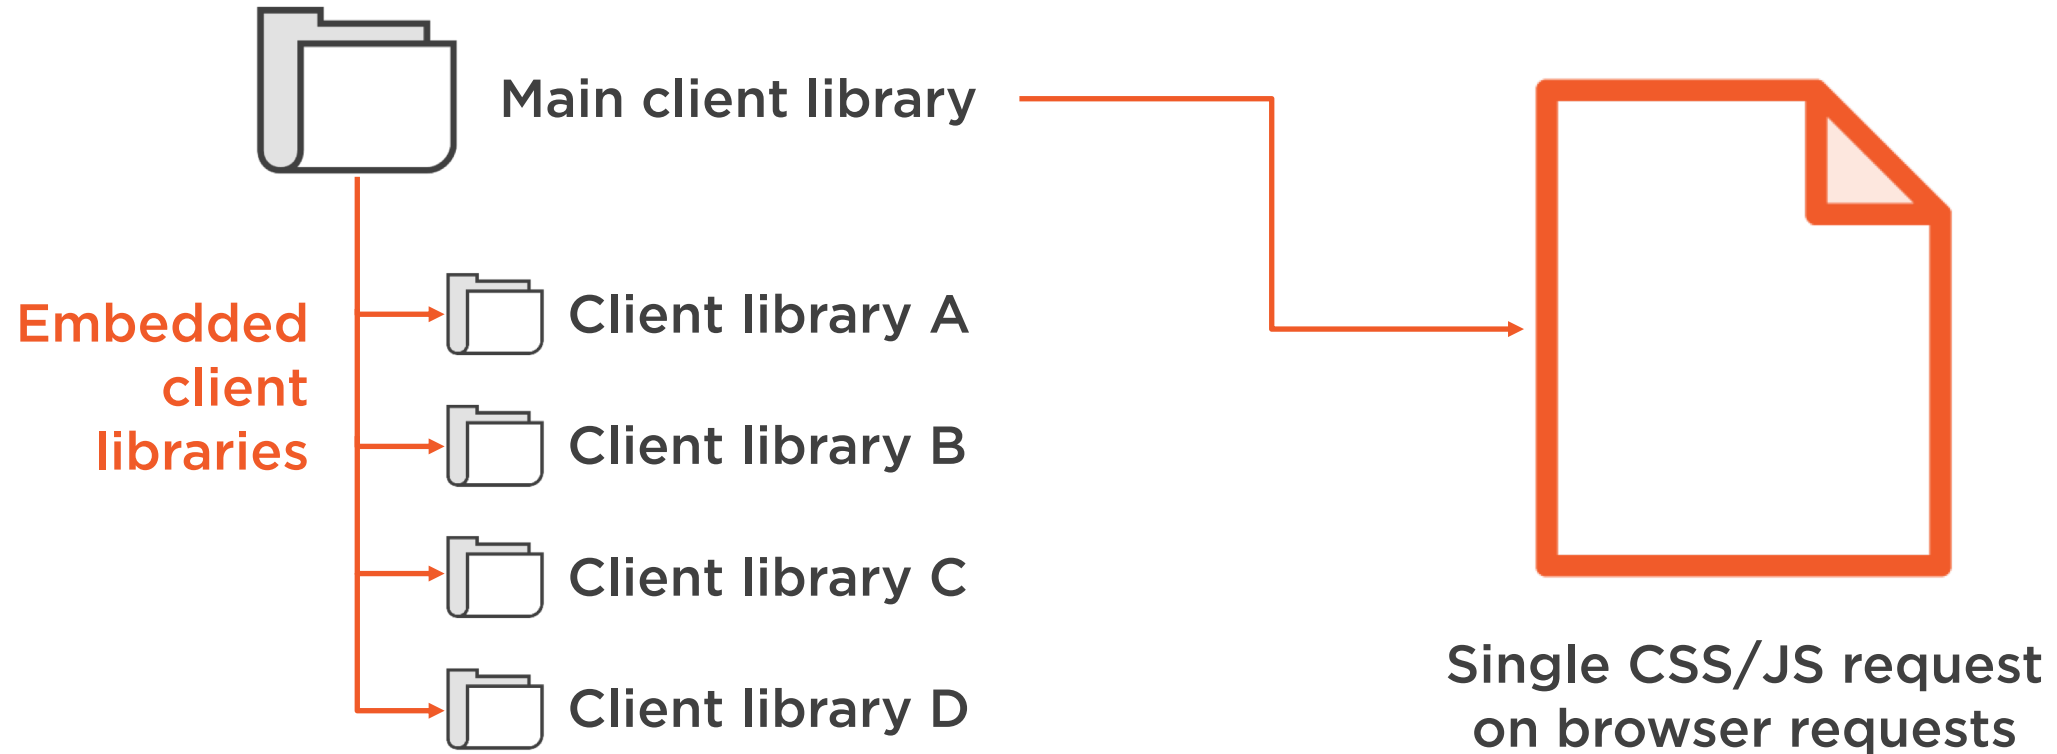 Main client library
Embedded
client
libraries
Client library A
Client library B
Client library C
Client library D
Single CSS/JS request
on browser requests